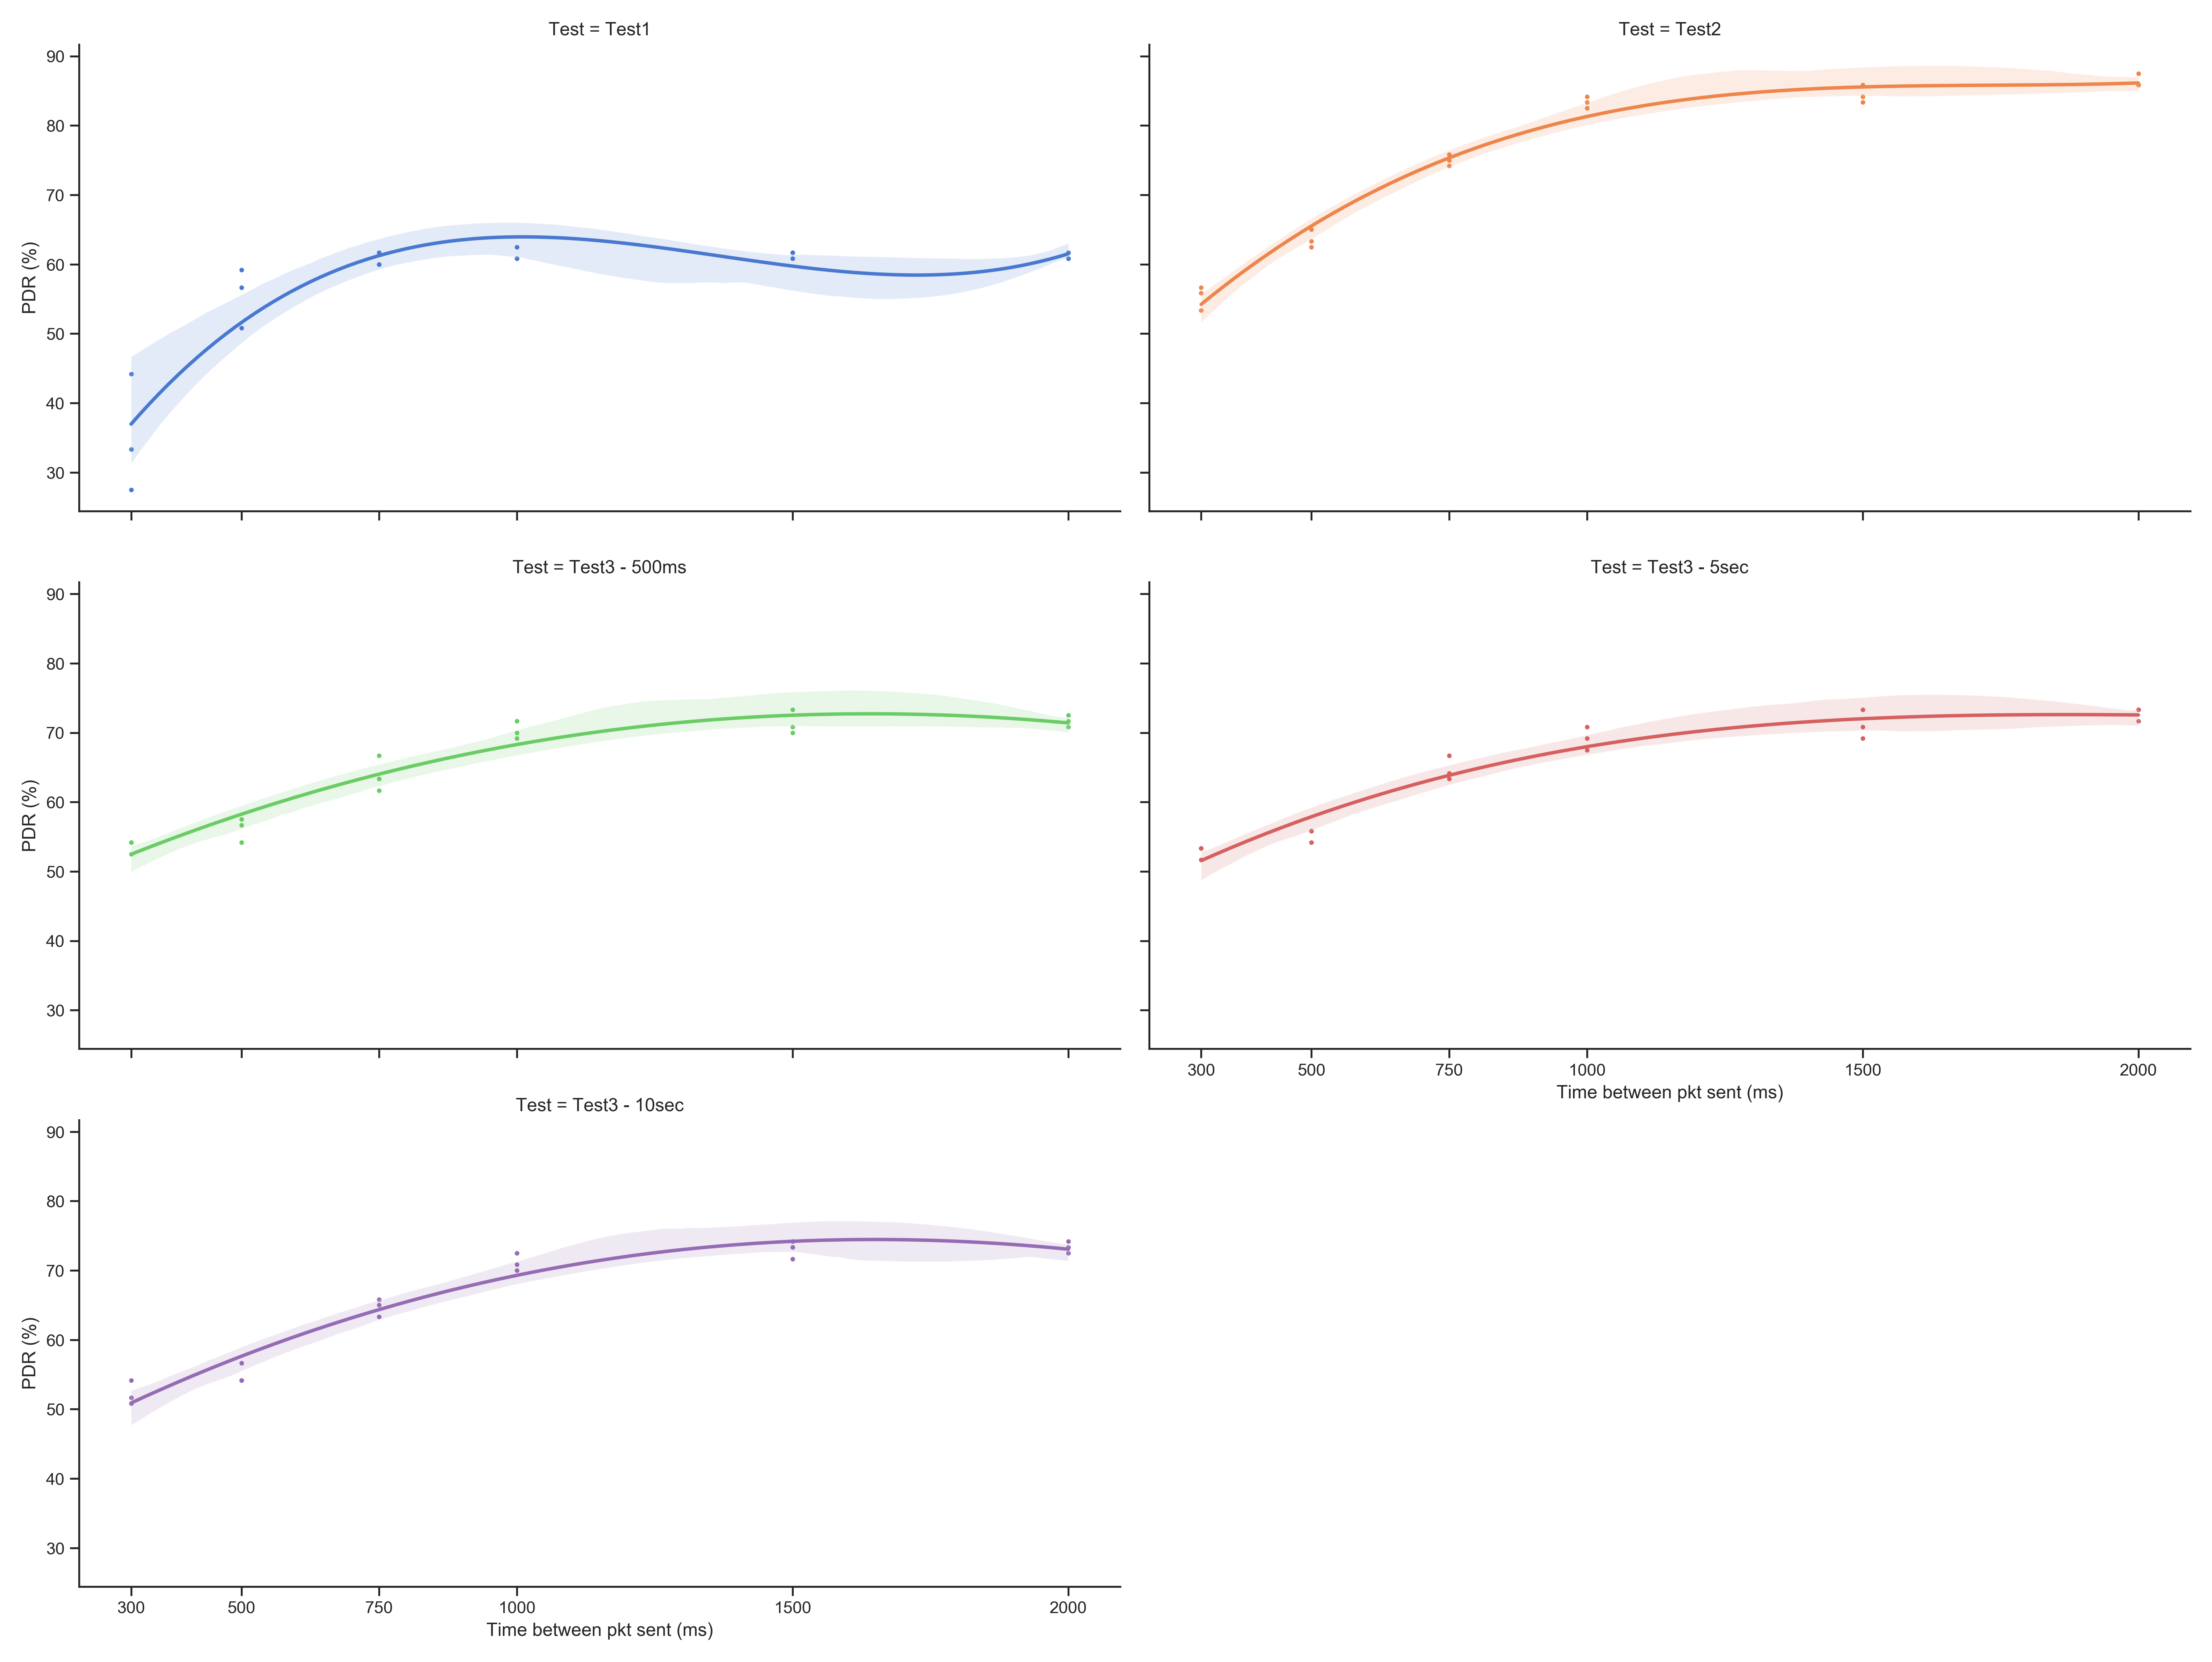 Test = Test1
90
80
70
60
50
40
30
PDR (%)
Test = Test2
Test = Test3 - 500ms
90
80
70
60
50
40
30
PDR (%)
Test = Test3 - 5sec
300 500 750 1000 1500 2000
Time between pkt sent (ms)
Test = Test3 - 10sec
90
80
70
60
50
40
30
PDR (%)
300 500 750 1000 1500 2000
Time between pkt sent (ms)